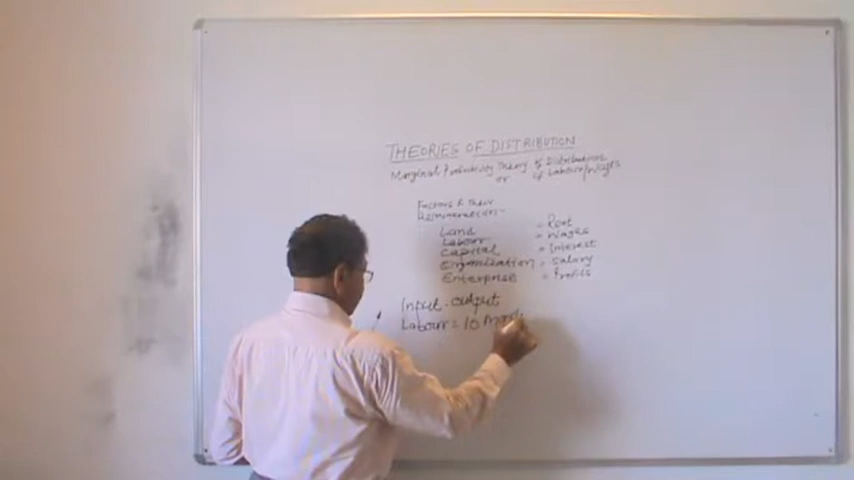 THEORIES OF DISTRIBUTION
Marginal Productivity Theory of Distribution
or of Labour/Wages
Factors & Their
Remuneration-
Land = Rent
Labour = Wages
Capital = Interest
Organization = Salary
Enterprise = Profits
Input - output
Labour = 10